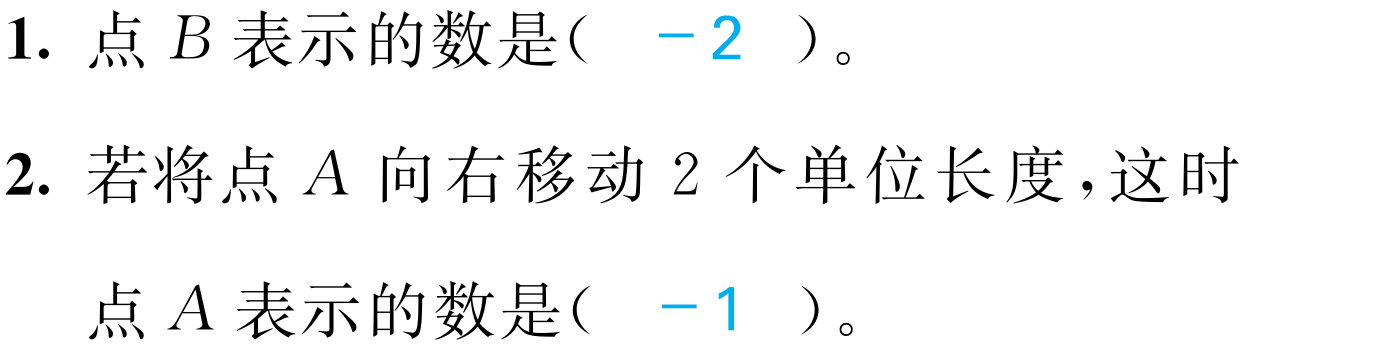 1. 点 B 表示的数是( －2 )。
2. 若将点 A 向右移动 2 个单位长度,这时
点 A 表示的数是( －1 )。